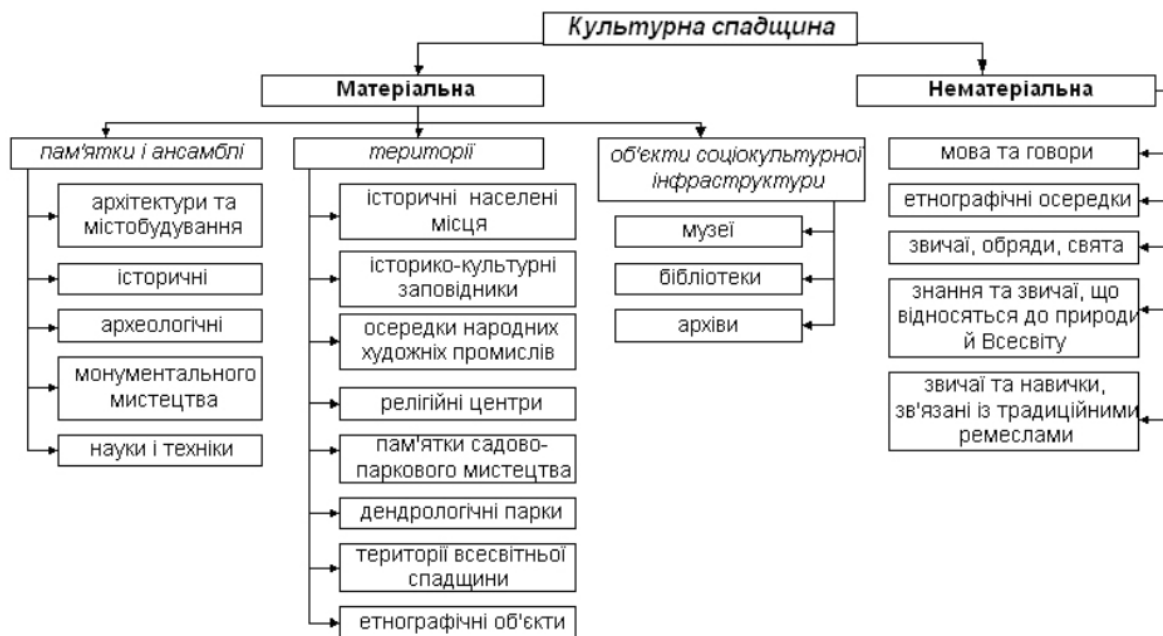 Культурна спадщина
Матеріальна
Нематеріальна
пам'ятки і ансамблі
архітектури та
містобудування
історичні
археологічні
монументального
мистецтва
науки і техніки
території
історичні населені
місця
історико-культурні
заповідники
осередки народних
художніх промислів
релігійні центри
пам'ятки садово-
паркового мистецтва
дендрологічні парки
території всесвітньої
спадщини
етнографічні об'єкти
об'єкти соціокультурної
інфраструктури
музеї
бібліотеки
архіви
мова та говори
етнографічні осередки
звичаї, обряди, свята
знання та звичаї, що
відносяться до природи
й Всесвіту
звичаї та навички,
зв'язані із традиційними
ремеслами